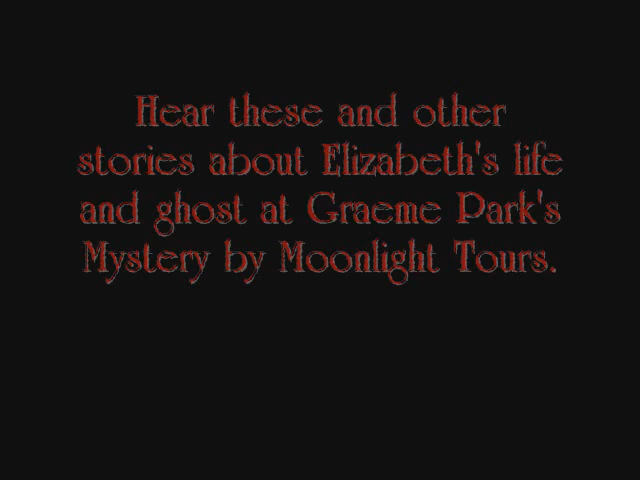 Hear these and other
stories about Elizabeth's life
and ghost at Graeme Park's
Mystery by Moonlight Tours.